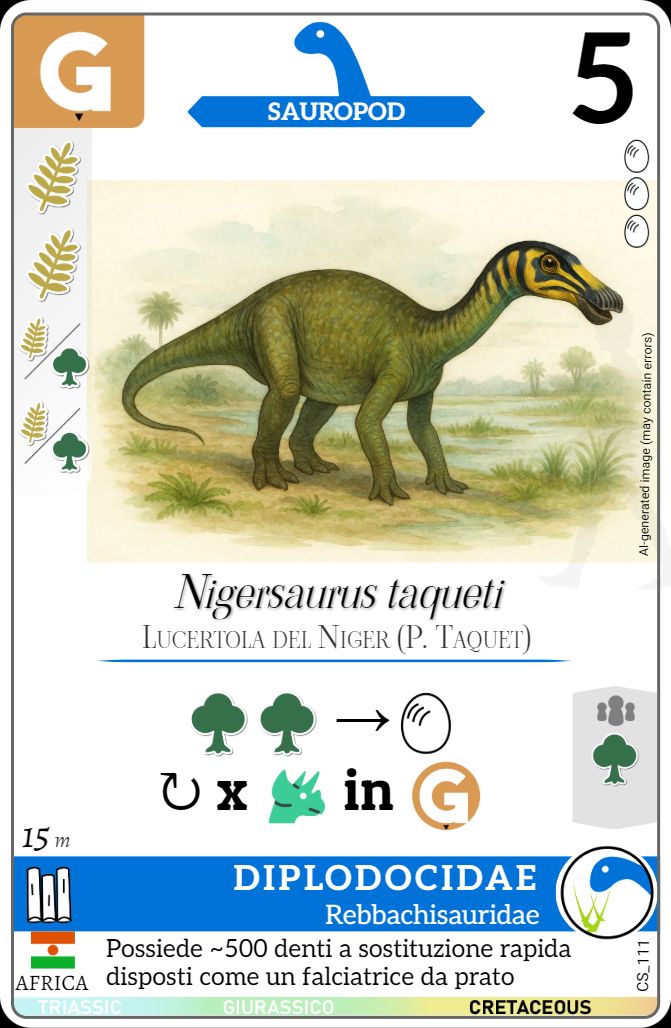 G
SAUROPOD
5
AI-generated image (may contain errors)
Nigersaurus taqueti
LUCERTOLA DEL NIGER (P. TAQUET)
x in G
15 m
DIPLODOCIDAE
Rebbachisauridae
AFRICA
Possiede ~500 denti a sostituzione rapida
disposti come un falciatrice da prato
CS_111
TRIASSIC GIURASSICO CRETACEOUS